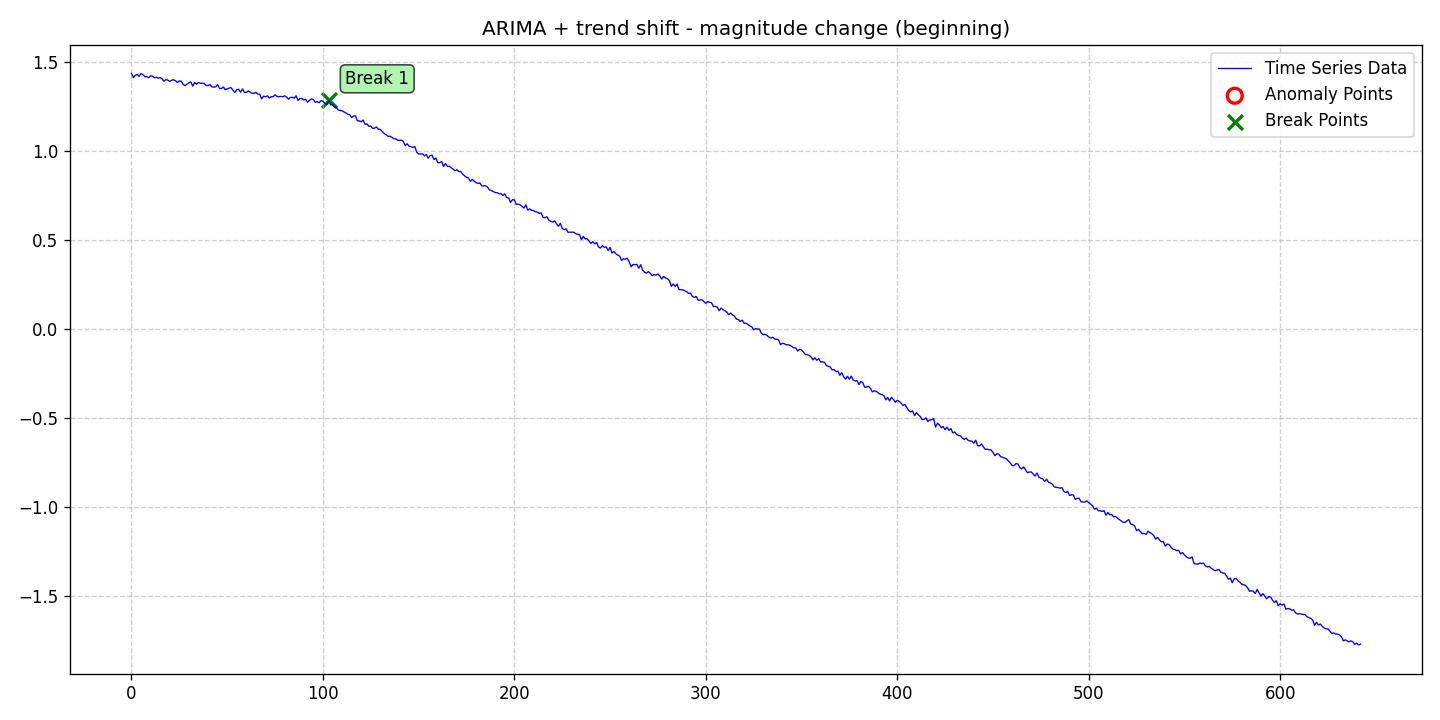 ARIMA + trend shift - magnitude change (beginning)
1.5
1.0
0.5
0.0
−0.5
−1.0
−1.5
Break 1
Time Series Data
Anomaly Points
Break Points
0
100
200
300
400
500
600